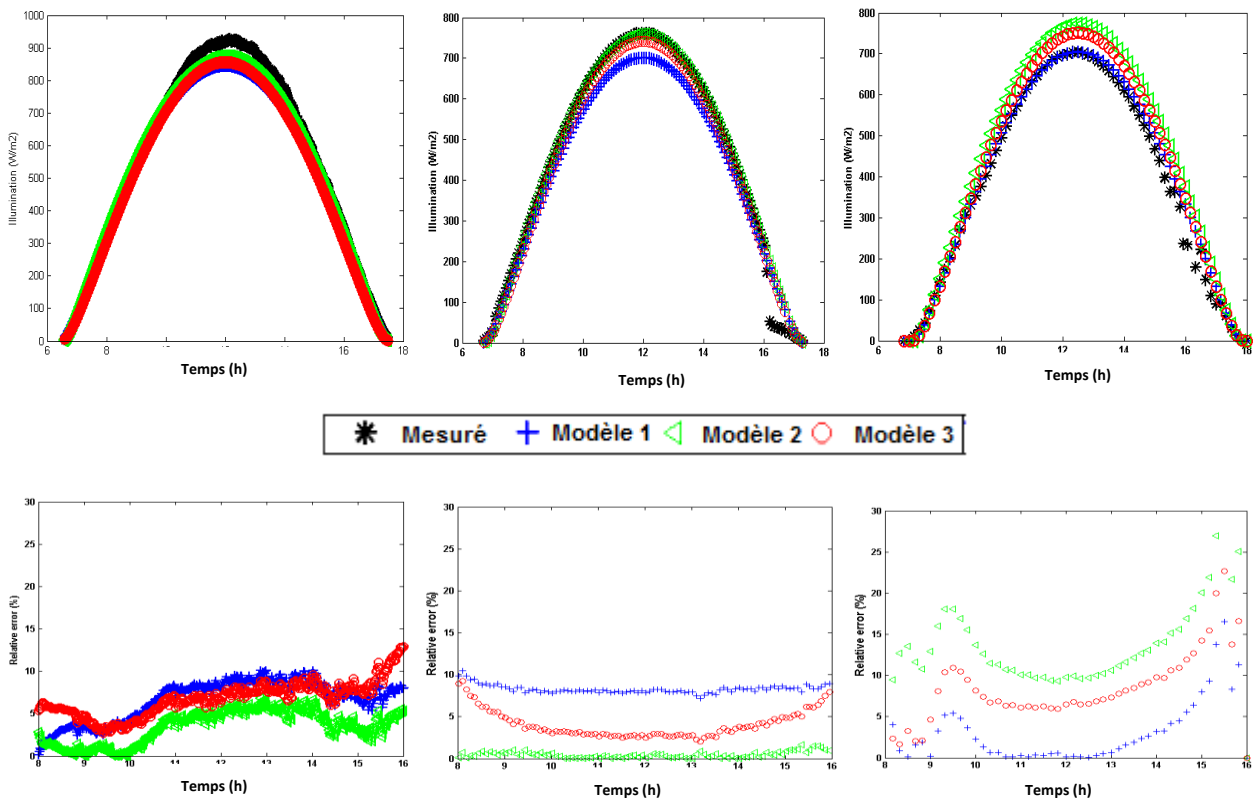 1000
900
800
700
600
500
400
300
200
100
0
Illumination (W/m2)
6 8 10 12 14 16 18
Temps (h)
800
700
600
500
400
300
200
100
0
Illumination (W/m2)
6 8 10 12 14 16 18
Temps (h)
800
700
600
500
400
300
200
100
0
Illumination (W/m2)
6 8 10 12 14 16 18
Temps (h)
Mesuré Modèle 1 Modèle 2 Modèle 3
30
25
20
15
10
5
0
Relative error (%)
8 9 10 11 12 13 14 15 16
Temps (h)
30
25
20
15
10
5
0
Relative error (%)
8 9 10 11 12 13 14 15 16
Temps (h)
30
25
20
15
10
5
0
Relative error (%)
8 9 10 11 12 13 14 15 16
Temps (h)